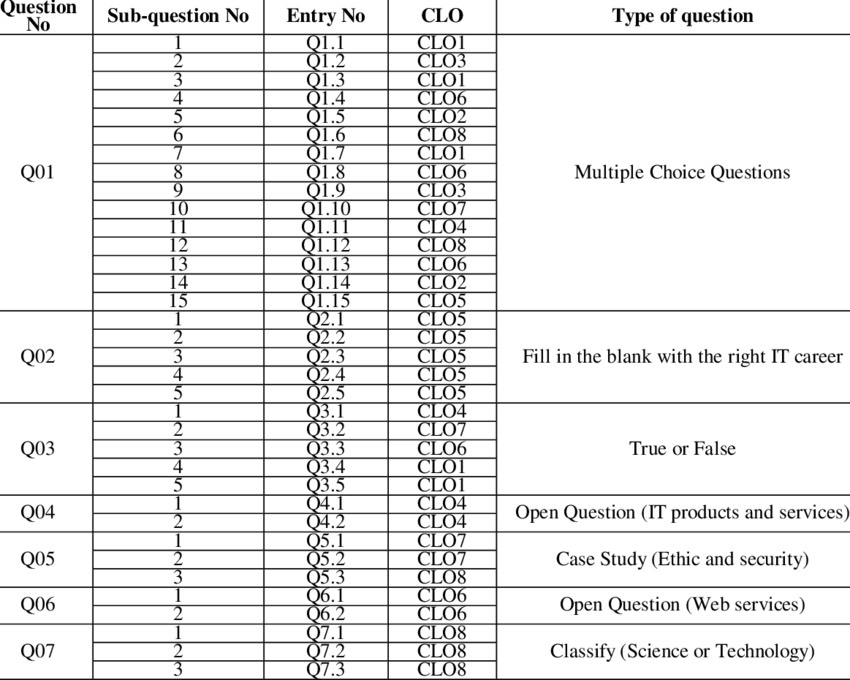 Question No Sub-question No Entry No CLO Type of question
1 Q1.1 CLO1
2 Q1.2 CLO3
3 Q1.3 CLO1
4 Q1.4 CLO6
5 Q1.5 CLO2
6 Q1.6 CLO8
7 Q1.7 CLO1
Q01 8 Q1.8 CLO6 Multiple Choice Questions
9 Q1.9 CLO3
10 Q1.10 CLO7
11 Q1.11 CLO4
12 Q1.12 CLO8
13 Q1.13 CLO6
14 Q1.14 CLO2
15 Q1.15 CLO5
1 Q2.1 CLO5
2 Q2.2 CLO5
Q02 3 Q2.3 CLO5 Fill in the blank with the right IT career
4 Q2.4 CLO5
5 Q2.5 CLO5
1 Q3.1 CLO4
2 Q3.2 CLO7
Q03 3 Q3.3 CLO6 True or False
4 Q3.4 CLO1
5 Q3.5 CLO1
Q04 1 Q4.1 CLO4 Open Question (IT products and services)
2 Q4.2 CLO4
1 Q5.1 CLO7
Q05 2 Q5.2 CLO7 Case Study (Ethic and security)
3 Q5.3 CLO8
Q06 1 Q6.1 CLO6 Open Question (Web services)
2 Q6.2 CLO6
1 Q7.1 CLO8
Q07 2 Q7.2 CLO8 Classify (Science or Technology)
3 Q7.3 CLO8